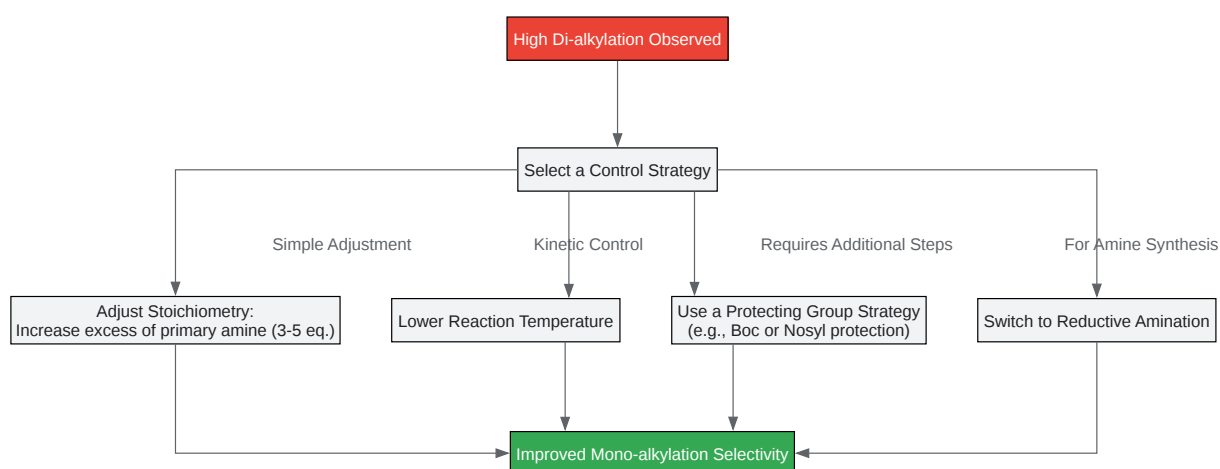 High Di-alkylation Observed
Select a Control Strategy
Simple Adjustment
Kinetic Control
Requires Additional Steps
For Amine Synthesis
Adjust Stoichiometry:
Increase excess of primary amine (3-5 eq.)
Lower Reaction Temperature
Use a Protecting Group Strategy
(e.g., Boc or Nosyl protection)
Switch to Reductive Amination
Improved Mono-alkylation Selectivity